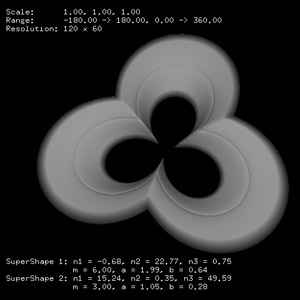 Scale: 1.00, 1.00, 1.00
Range: -180.00 -> 180.00, 0.00 -> 360.00
Resolution: 120 x 60
SuperShape 1: n1 = -0.68, n2 = 22.77, n3 = 0.75
m = 6.00, a = 1.99, b = 0.64
SuperShape 2: n1 = 15.24, n2 = 0.35, n3 = 49.59
m = 3.00, a = 1.05, b = 0.28